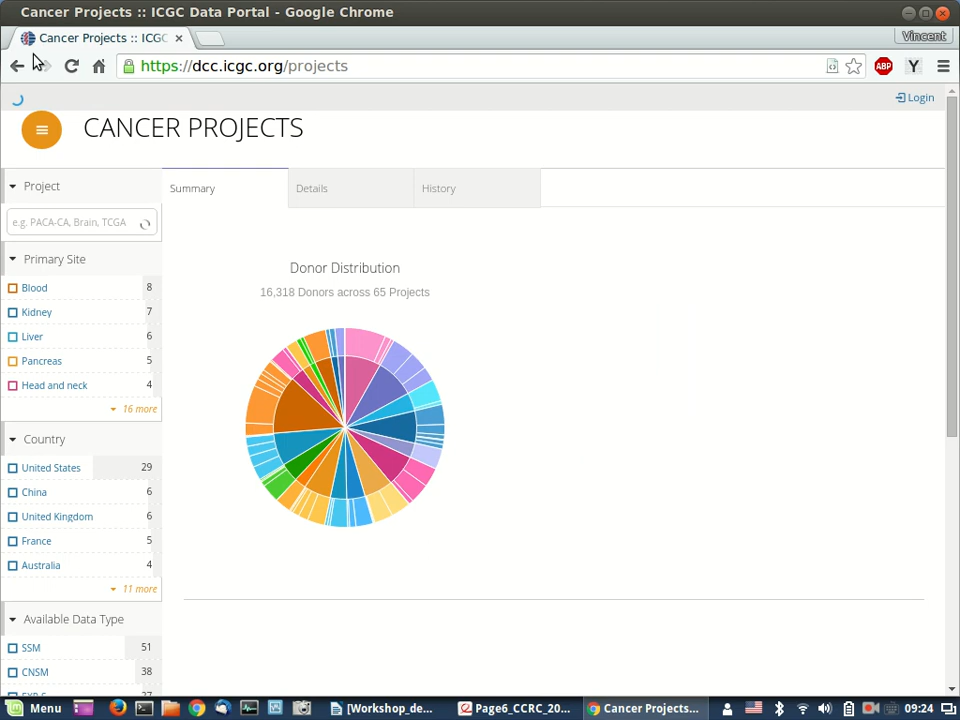 Cancer Projects :: ICGC Data Portal - Google Chrome
Cancer Projects :: ICGC
Vincent
https://dcc.icgc.org/projects
ABP
Y
Login
CANCER PROJECTS
Project
Summary
Details
History
e.g. PACA-CA, Brain, TCGA
Primary Site
Donor Distribution
16,318 Donors across 65 Projects
Blood 8
Kidney 7
Liver 6
Pancreas 5
Head and neck 4
16 more
Country
United States 29
China 6
United Kingdom 6
France 5
Australia 4
11 more
Available Data Type
SSM 51
CNSM 38
Menu
[Workshop_de...
Page6_CCRC_20...
Cancer Projects...
09:24